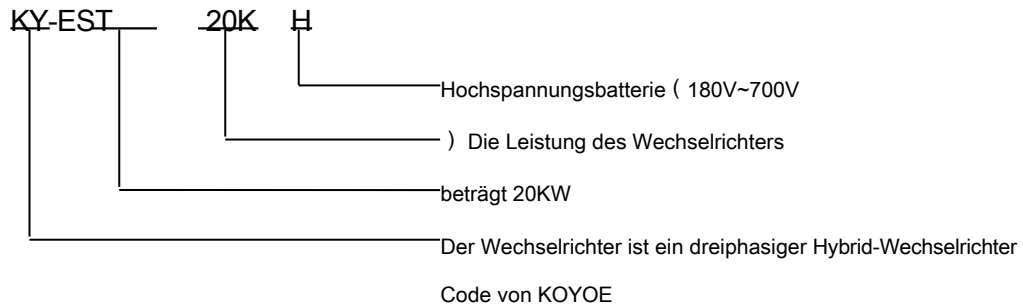 KY-EST 20K H
Hochspannungsbatterie（180V~700V
）Die Leistung des Wechselrichters
beträgt 20KW
Der Wechselrichter ist ein dreiphasiger Hybrid-Wechselrichter
Code von KOYOE